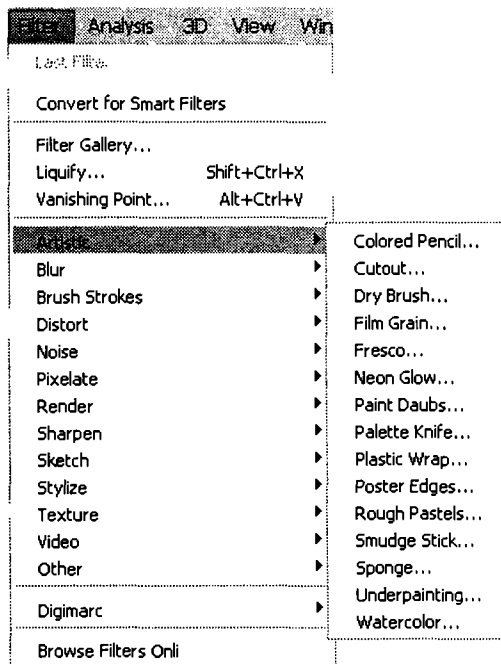 Filter Analysis 3D View Win
Last Filter
Convert for Smart Filters
Filter Gallery...
Liquify... Shift+Ctrl+X
Vanishing Point... Alt+Ctrl+V
Artistic
Blur
Brush Strokes
Distort
Noise
Pixelate
Render
Sharpen
Sketch
Stylize
Texture
Video
Other
Digimarc
Browse Filters Onli
Colored Pencil...
Cutout...
Dry Brush...
Film Grain...
Fresco...
Neon Glow...
Paint Daubs...
Palette Knife...
Plastic Wrap...
Poster Edges...
Rough Pastels...
Smudge Stick...
Sponge...
Underpainting...
Watercolor...